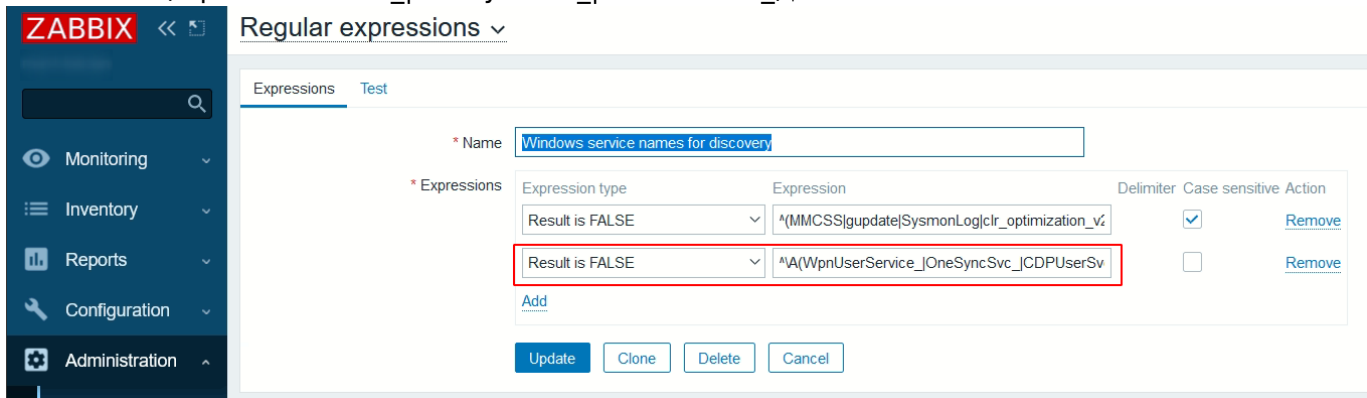 ZABBIX
Regular expressions
Expressions Test
* Name Windows service names for discovery
* Expressions Expression type Expression Delimiter Case sensitive Action
Result is FALSE ^(MMCSS|gupdate|SysmonLog|clr_optimization_v Remove
Result is FALSE ^\A(WpnUserService_|OneSyncSvc_|CDPUserSv Remove
Add
Update Clone Delete Cancel
Monitoring
Inventory
Reports
Configuration
Administration